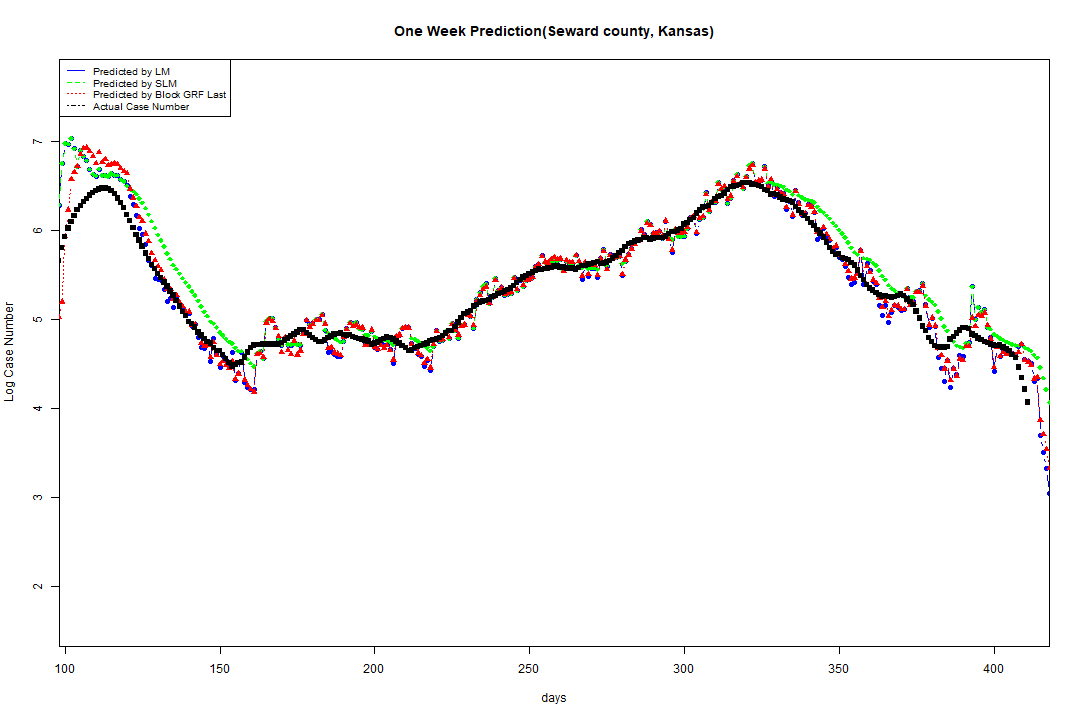 One Week Prediction(Seward county, Kansas)
Predicted by LM
Predicted by SLM
Predicted by Block GRF Last
Actual Case Number
7
6
5
4
3
2
Log Case Number
100 150 200 250 300 350 400
days